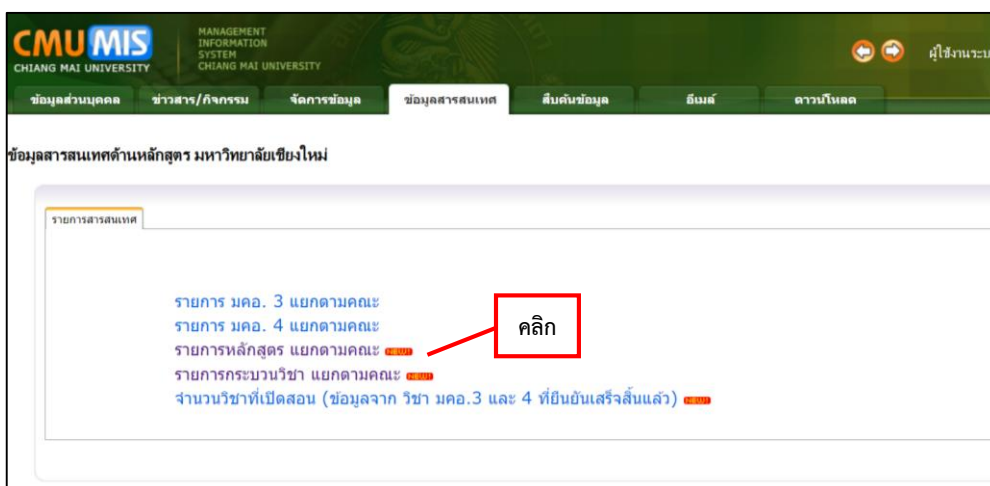 CMU MIS
CHIANG MAI UNIVERSITY
MANAGEMENT
INFORMATION
SYSTEM
CHIANG MAI UNIVERSITY
ผู้ใช้งานระบ
ข้อมูลส่วนบุคคล ข่าวสาร/กิจกรรม จัดการข้อมูล ข้อมูลสารสนเทศ สืบค้นข้อมูล อีเมล์ ดาวน์โหลด
ข้อมูลสารสนเทศด้านหลักสูตร มหาวิทยาลัยเชียงใหม่
รายการสารสนเทศ
รายการ มคอ. 3 แยกตามคณะ
รายการ มคอ. 4 แยกตามคณะ
รายการหลักสูตร แยกตามคณะ NEW!
รายการกระบวนวิชา แยกตามคณะ NEW!
จำนวนวิชาที่เปิดสอน (ข้อมูลจาก วิชา มคอ.3 และ 4 ที่ยืนยันเสร็จสิ้นแล้ว) NEW!
คลิก